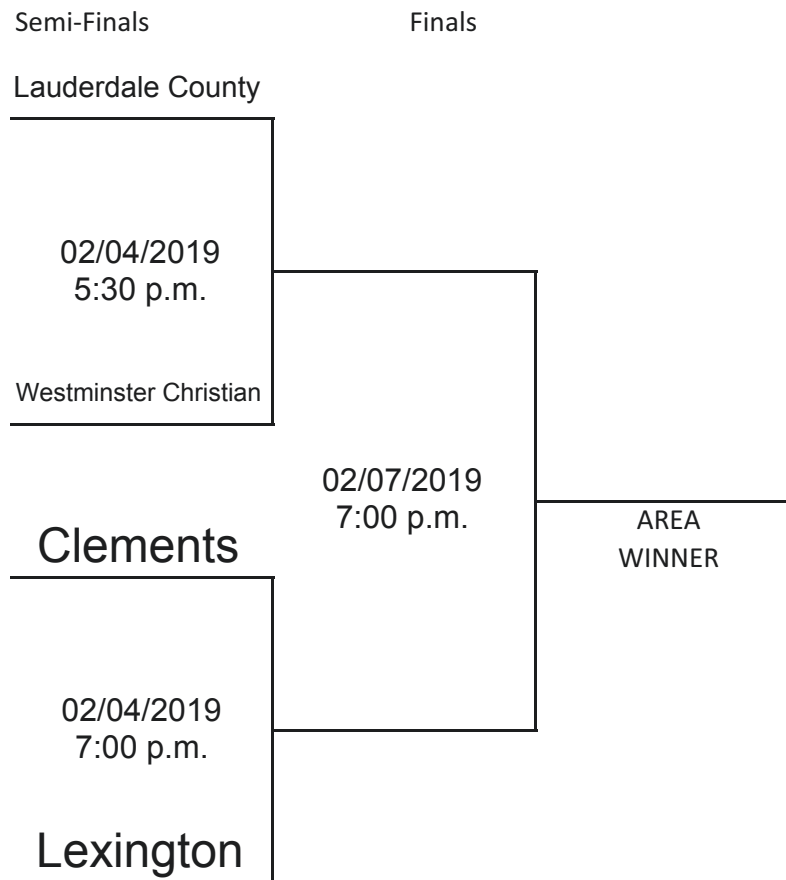 Semi-Finals
Finals
Lauderdale County
02/04/2019
5:30 p.m.
Westminster Christian
02/07/2019
7:00 p.m.
AREA
WINNER
Clements
02/04/2019
7:00 p.m.
Lexington